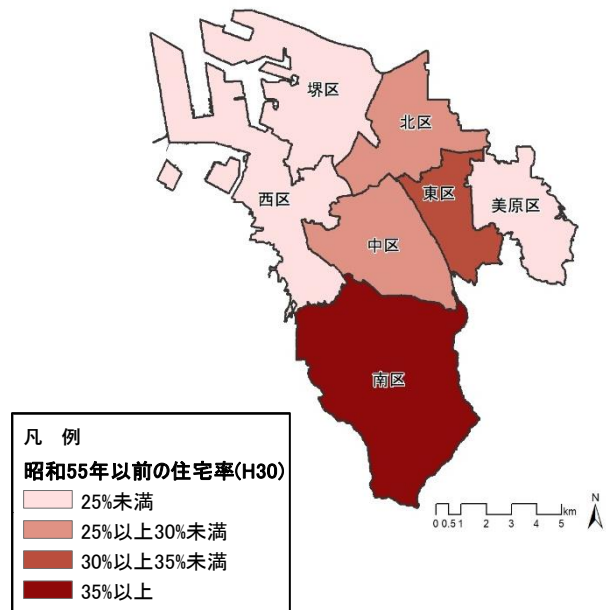 堺区
北区
東区
西区
美原区
中区
南区
凡　例
昭和55年以前の住宅率(H30)
25%未満
25%以上30%未満
30%以上35%未満
35%以上
0 0.5 1 2 3 4 5 km
N